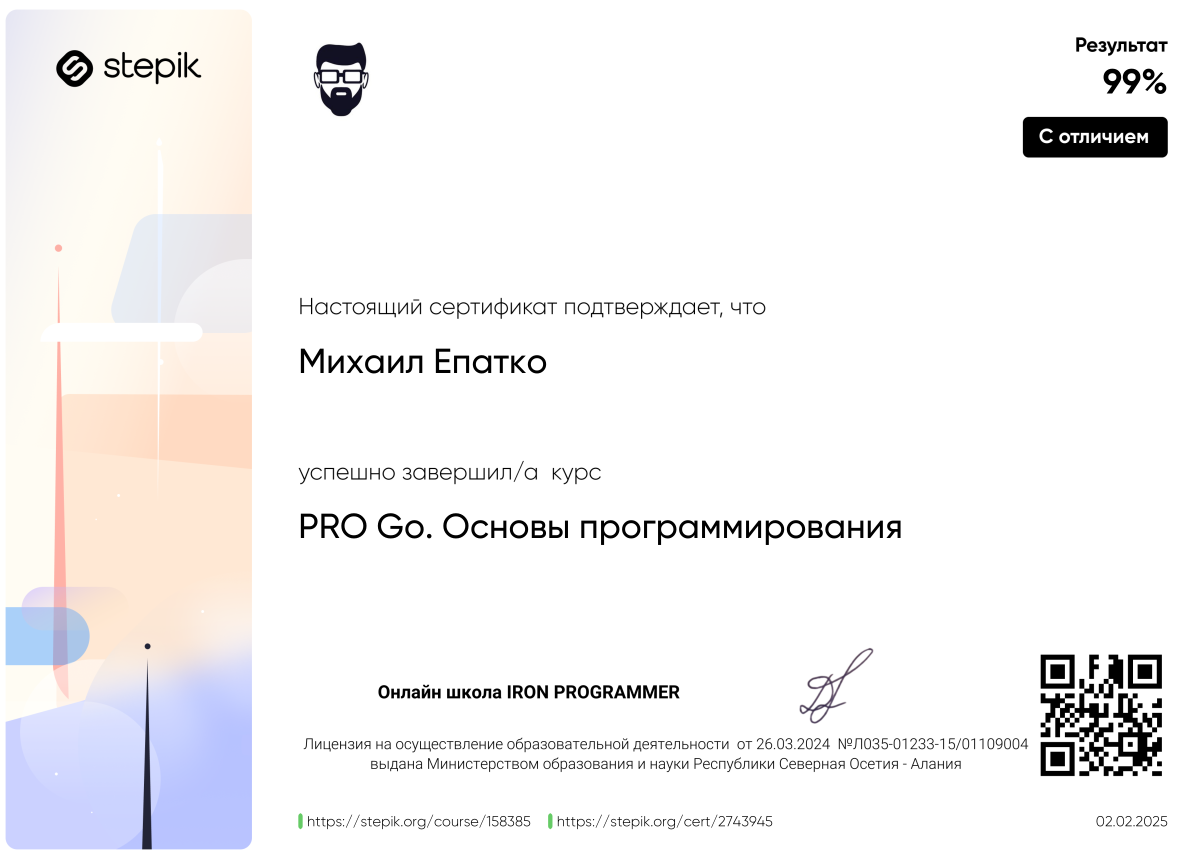 stepik
Результат
99%
С отличием
Настоящий сертификат подтверждает, что
Михаил Епатко
успешно завершил/а  курс
PRO Go. Основы программирования
Онлайн школа IRON PROGRAMMER
Лицензия на осуществление образовательной деятельности  от 26.03.2024  №Л035-01233-15/01109004
выдана Министерством образования и науки Республики Северная Осетия - Алания
https://stepik.org/course/158385 https://stepik.org/cert/2743945 02.02.2025